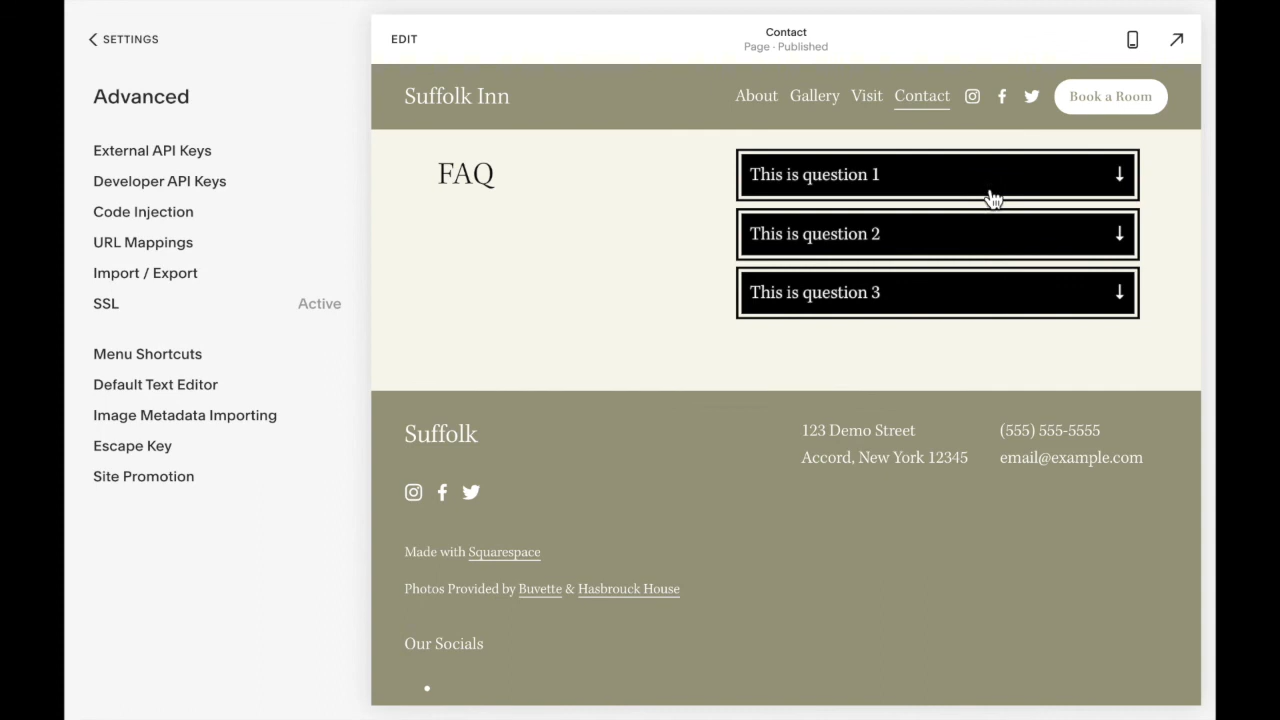 SETTINGS
Advanced
External API Keys
Developer API Keys
Code Injection
URL Mappings
Import / Export
SSL Active
Menu Shortcuts
Default Text Editor
Image Metadata Importing
Escape Key
Site Promotion
EDIT
Contact
Page · Published
Suffolk Inn
About Gallery Visit Contact Book a Room
FAQ
This is question 1
This is question 2
This is question 3
Suffolk
123 Demo Street
Accord, New York 12345
(555) 555-5555
email@example.com
Made with Squarespace
Photos Provided by Buvette & Hasbrouck House
Our Socials